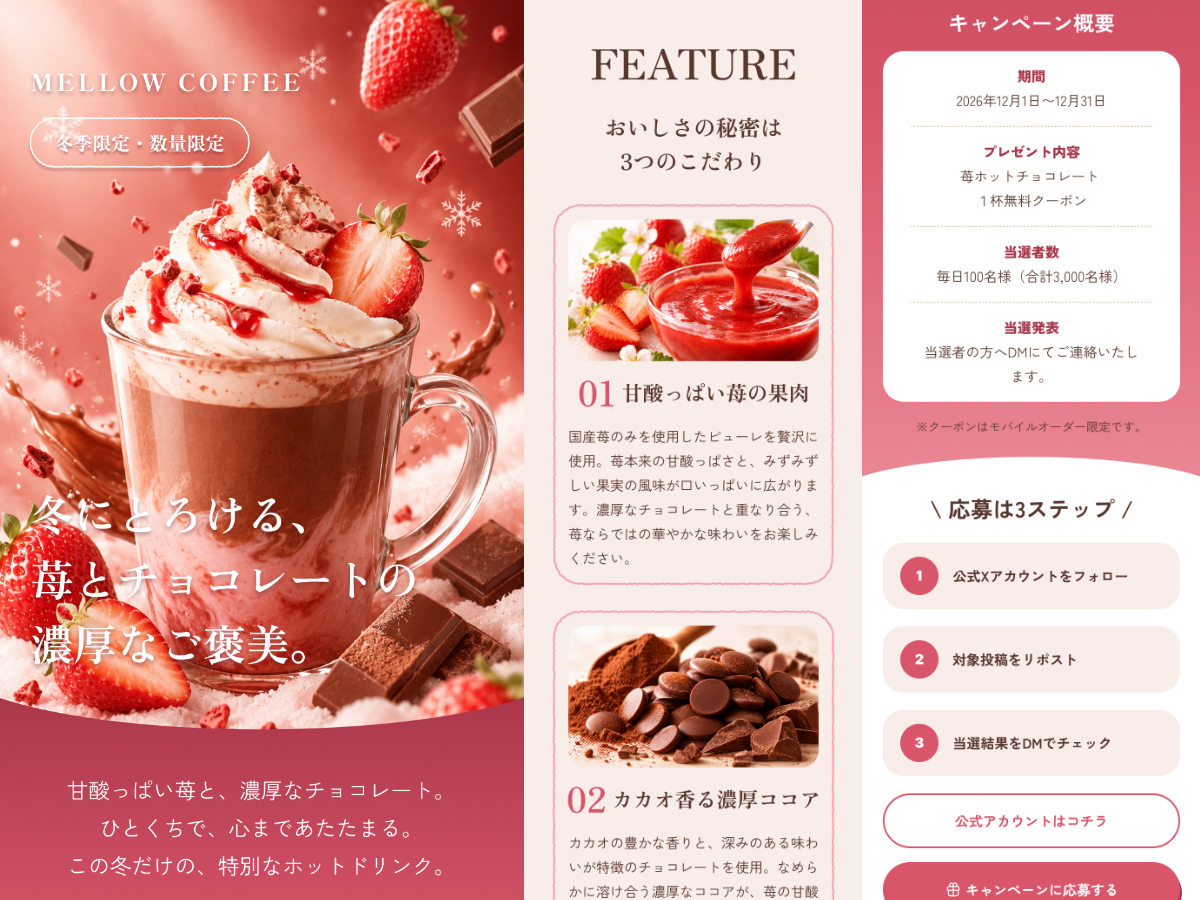 MELLOW COFFEE
冬季限定・数量限定
冬にとろける、
苺とチョコレートの
濃厚なご褒美。
甘酸っぱい苺と、濃厚なチョコレート。
ひとくちで、心まであたたまる。
この冬だけの、特別なホットドリンク。
FEATURE
おいしさの秘密は
3つのこだわり
01 甘酸っぱい苺の果肉
国産苺のみを使用したピューレを贅沢に
使用。苺本来の甘酸っぱさと、みずみず
しい果実の風味が口いっぱいに広がりま
す。濃厚なチョコレートと重なり合う、
苺ならではの華やかな味わいをお楽しみ
ください。
02 カカオ香る濃厚ココア
カカオの豊かな香りと、深みのある味わ
いが特徴のチョコレートを使用。なめら
かに溶け合う濃厚なココアが、苺の甘酸
キャンペーン概要
期間
2026年12月1日〜12月31日
プレゼント内容
苺ホットチョコレート
１杯無料クーポン
当選者数
毎日100名様（合計3,000名様）
当選発表
当選者の方へDMにてご連絡いたし
ます。
※クーポンはモバイルオーダー限定です。
\ 応募は3ステップ /
1 公式Xアカウントをフォロー
2 対象投稿をリポスト
3 当選結果をDMでチェック
公式アカウントはコチラ
キャンペーンに応募する